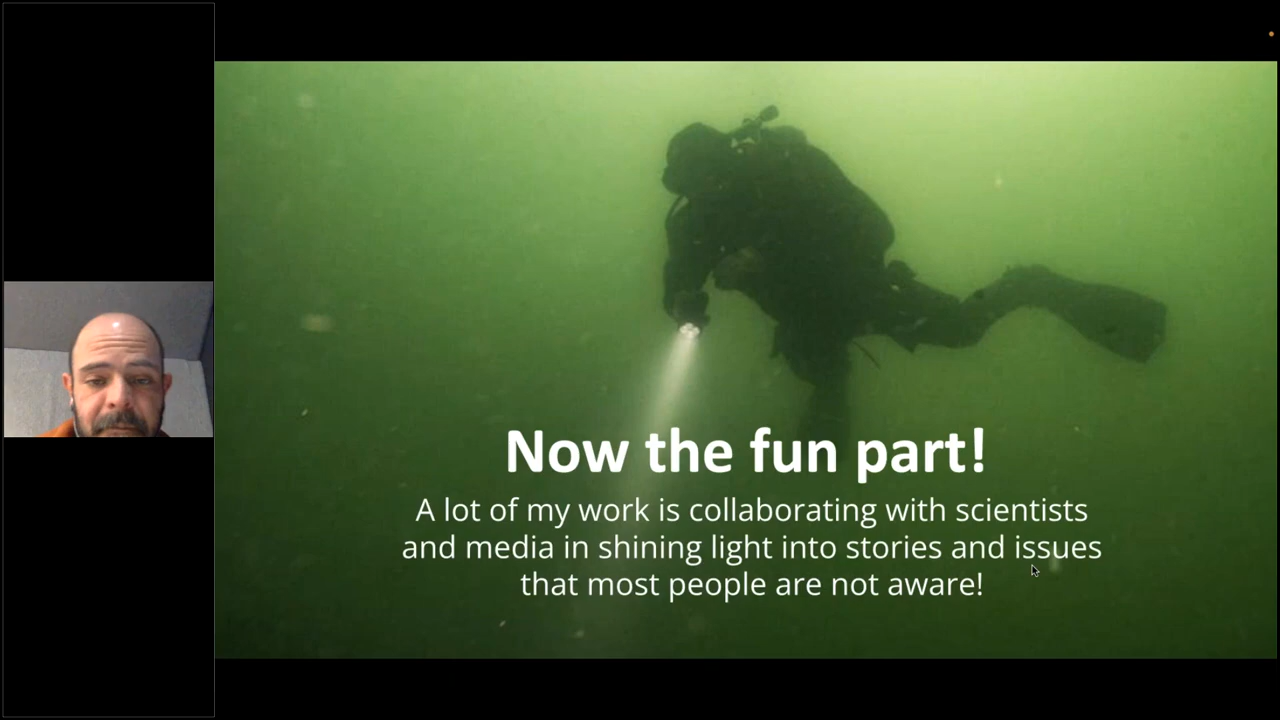 Now the fun part!
A lot of my work is collaborating with scientists
and media in shining light into stories and issues
that most people are not aware!